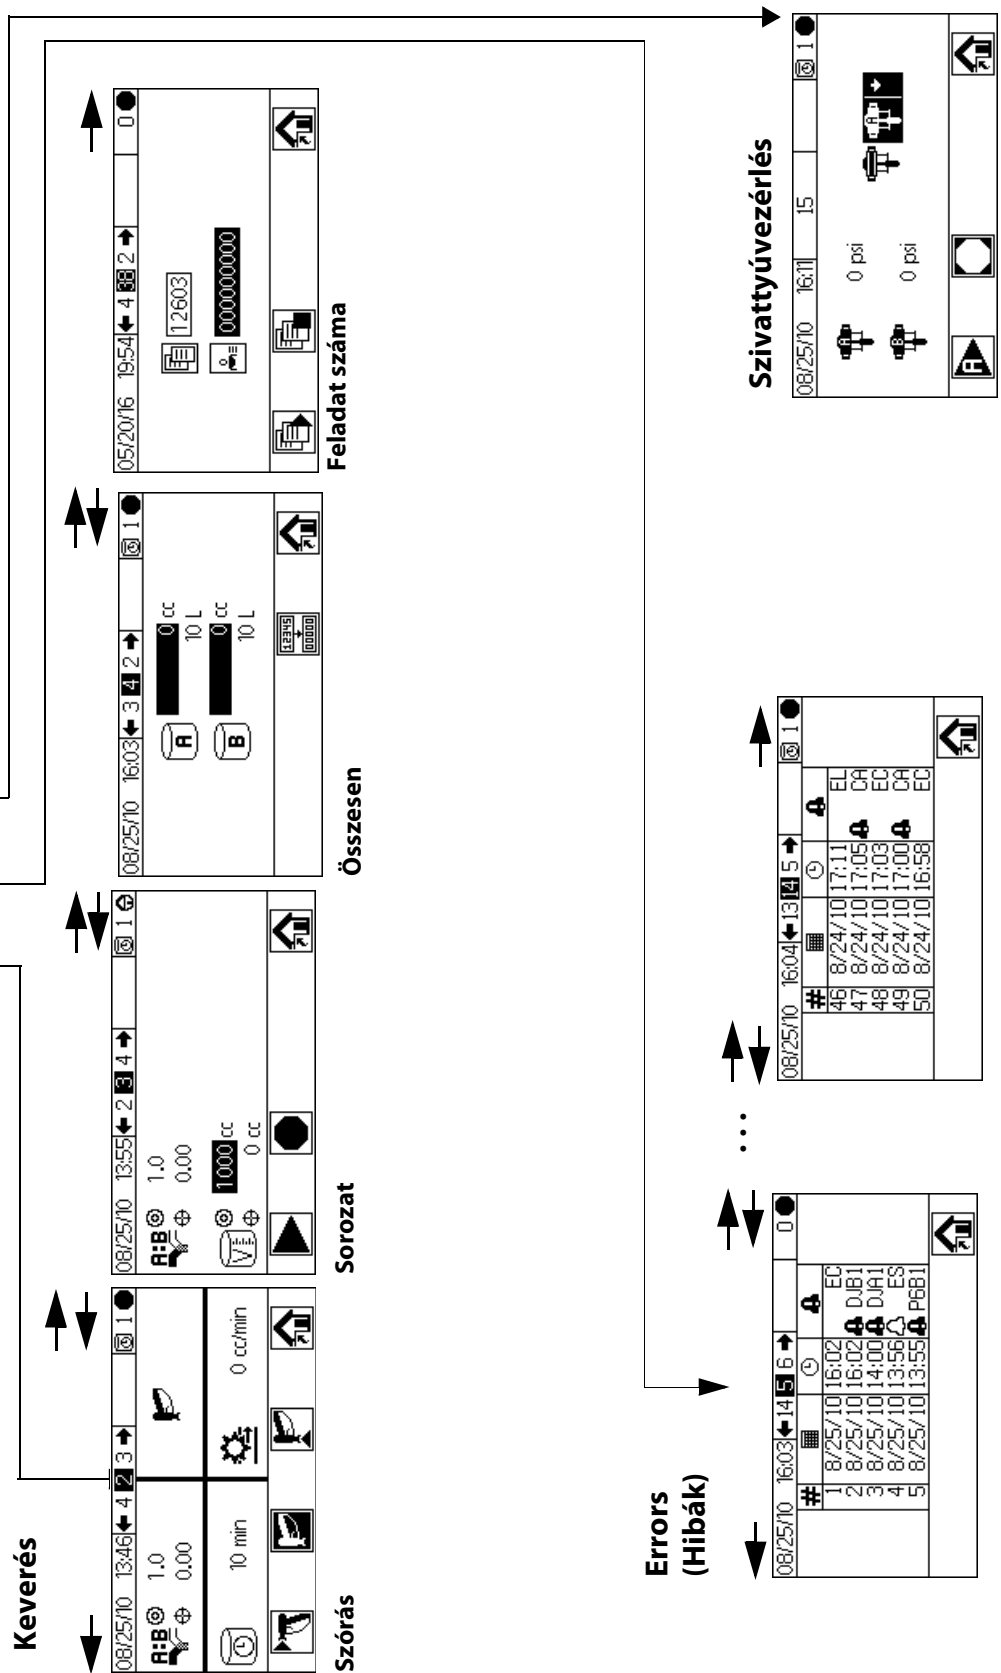 Keverés
08/25/10 13:46 4 2 3 1
A:B 1.0
0.00
10 min
0 cc/min
Szórás
08/25/10 13:55 2 3 4 1
A:B 1.0
0.00
1000 cc
0 cc
Sorozat
08/25/10 16:03 3 4 2 1
A 0 cc
10 L
B 0 cc
10 L
12345
00000
Összesen
05/20/16 19:54 4 38 2 0
12603
000000000
Feladat száma
Errors
(Hibák)
08/25/10 16:03 14 5 6 0
#
1 8/25/10 16:02 EC
2 8/25/10 16:02 DJB1
3 8/25/10 14:00 DJA1
4 8/25/10 13:56 ES
5 8/25/10 13:55 P6B1
...
08/25/10 16:04 13 14 5 1
#
46 8/24/10 17:11 EL
47 8/24/10 17:05 CA
48 8/24/10 17:03 EC
49 8/24/10 17:00 CA
50 8/24/10 16:58 EC
Szivattyúvezérlés
08/25/10 16:11 15 1
A 0 psi
A
B 0 psi
A